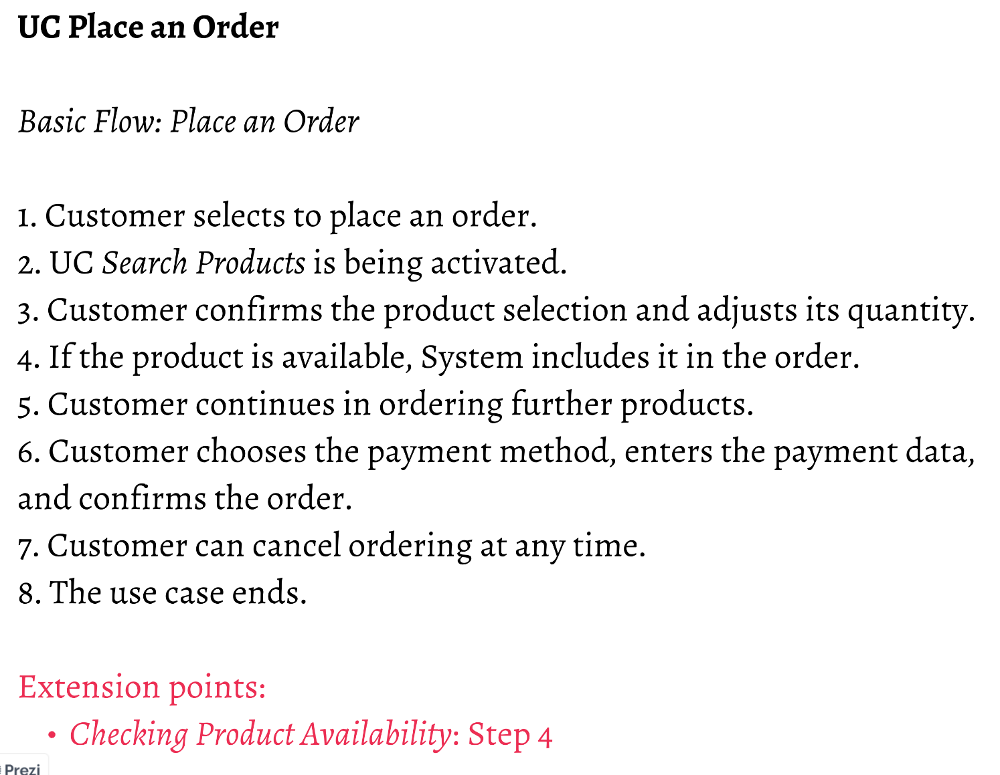 UC Place an Order
Basic Flow: Place an Order
1. Customer selects to place an order.
2. UC Search Products is being activated.
3. Customer confirms the product selection and adjusts its quantity.
4. If the product is available, System includes it in the order.
5. Customer continues in ordering further products.
6. Customer chooses the payment method, enters the payment data,
and confirms the order.
7. Customer can cancel ordering at any time.
8. The use case ends.
Extension points:
• Checking Product Availability: Step 4
Prezi